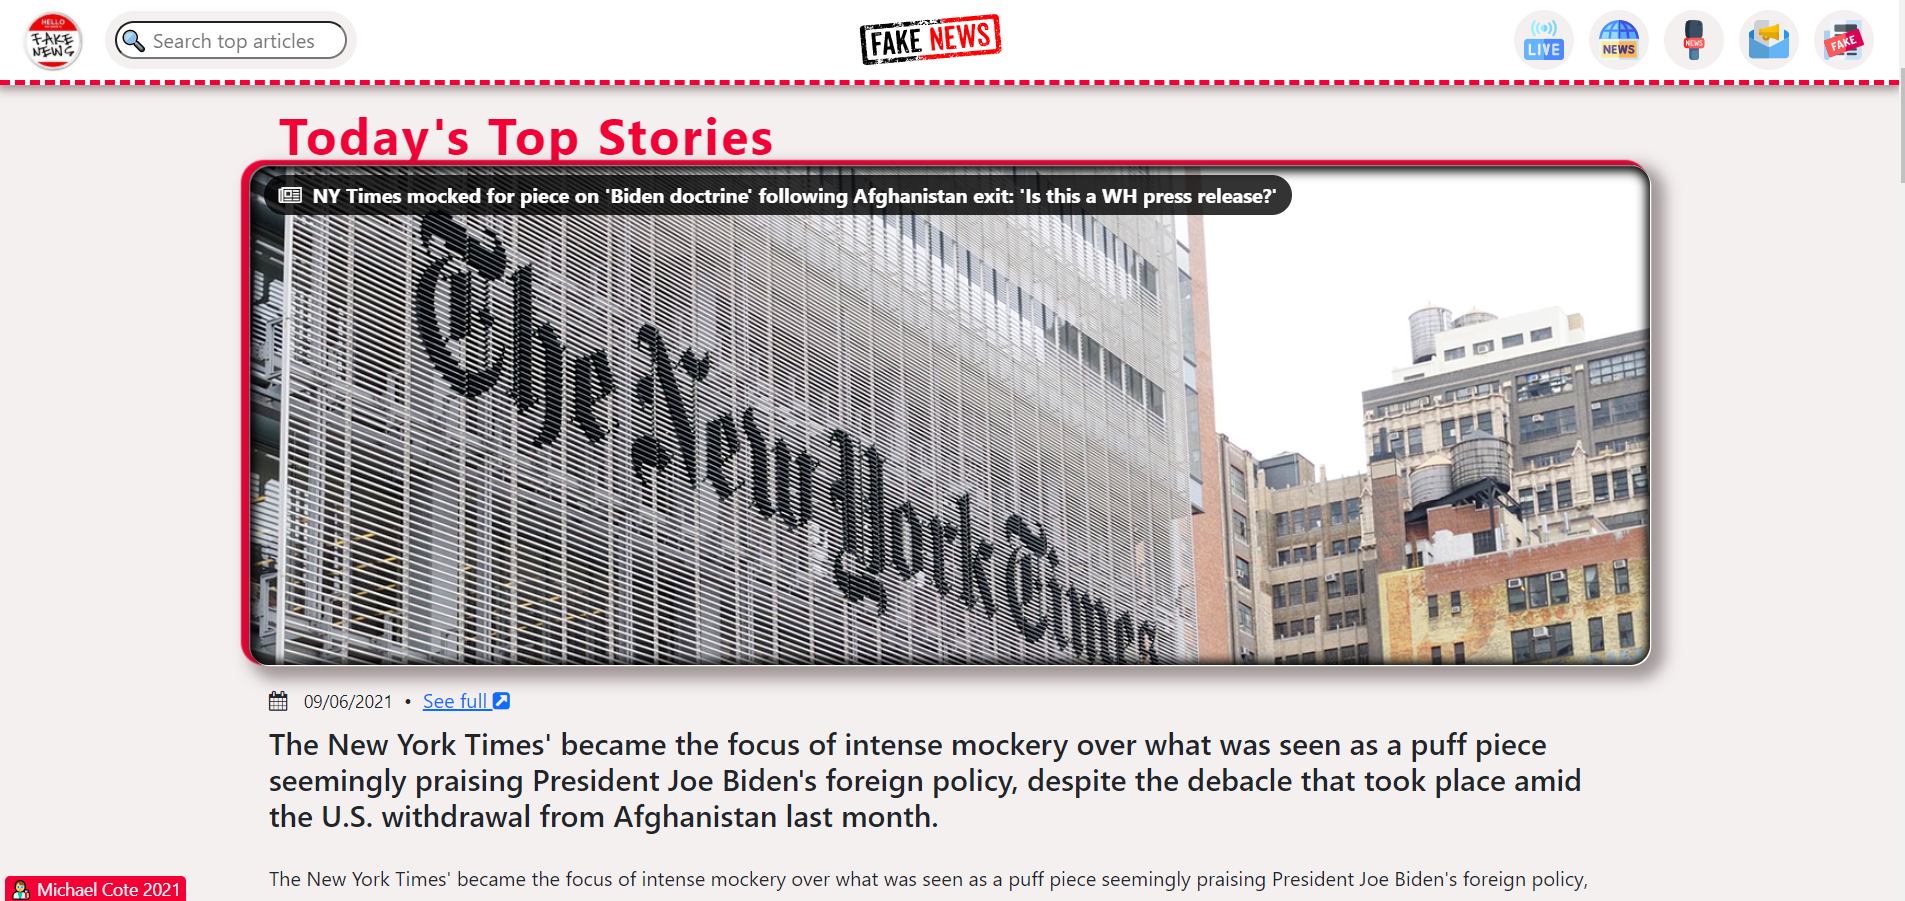 HELLO
FAKE
NEWS
Search top articles
FAKE NEWS
LIVE
NEWS
NEWS
FAKE
Today's Top Stories
NY Times mocked for piece on 'Biden doctrine' following Afghanistan exit: 'Is this a WH press release?'
The New York Times
09/06/2021 • See full
The New York Times' became the focus of intense mockery over what was seen as a puff piece
seemingly praising President Joe Biden's foreign policy, despite the debacle that took place amid
the U.S. withdrawal from Afghanistan last month.
The New York Times' became the focus of intense mockery over what was seen as a puff piece seemingly praising President Joe Biden's foreign policy,
Michael Cote 2021